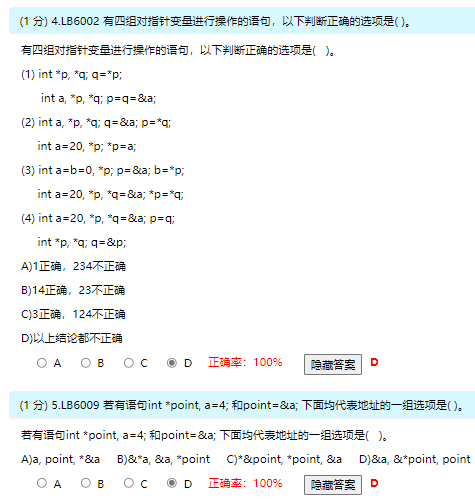 (1 分) 4.LB6002 有四组对指针变量进行操作的语句，以下判断正确的选项是( )。
有四组对指针变量进行操作的语句，以下判断正确的选项是(   )。
(1) int *p, *q; q=*p;
int a, *p, *q; p=q=&a;
(2) int a, *p, *q; q=&a; p=*q;
int a=20, *p; *p=a;
(3) int a=b=0, *p; p=&a; b=*p;
int a=20, *p, *q=&a; *p=*q;
(4) int a=20, *p, *q=&a; p=q;
int *p, *q; q=&p;
A)1正确，234不正确
B)14正确，23不正确
C)3正确，124不正确
D)以上结论都不正确
A B C D 正确率：100% 隐藏答案 D
(1 分) 5.LB6009 若有语句int *point, a=4; 和point=&a; 下面均代表地址的一组选项是( )。
若有语句int *point, a=4; 和point=&a; 下面均代表地址的一组选项是(   )。
A)a, point, *&a B)&*a, &a, *point C)*&point, *point, &a D)&a, &*point, point
A B C D 正确率：100% 隐藏答案 D